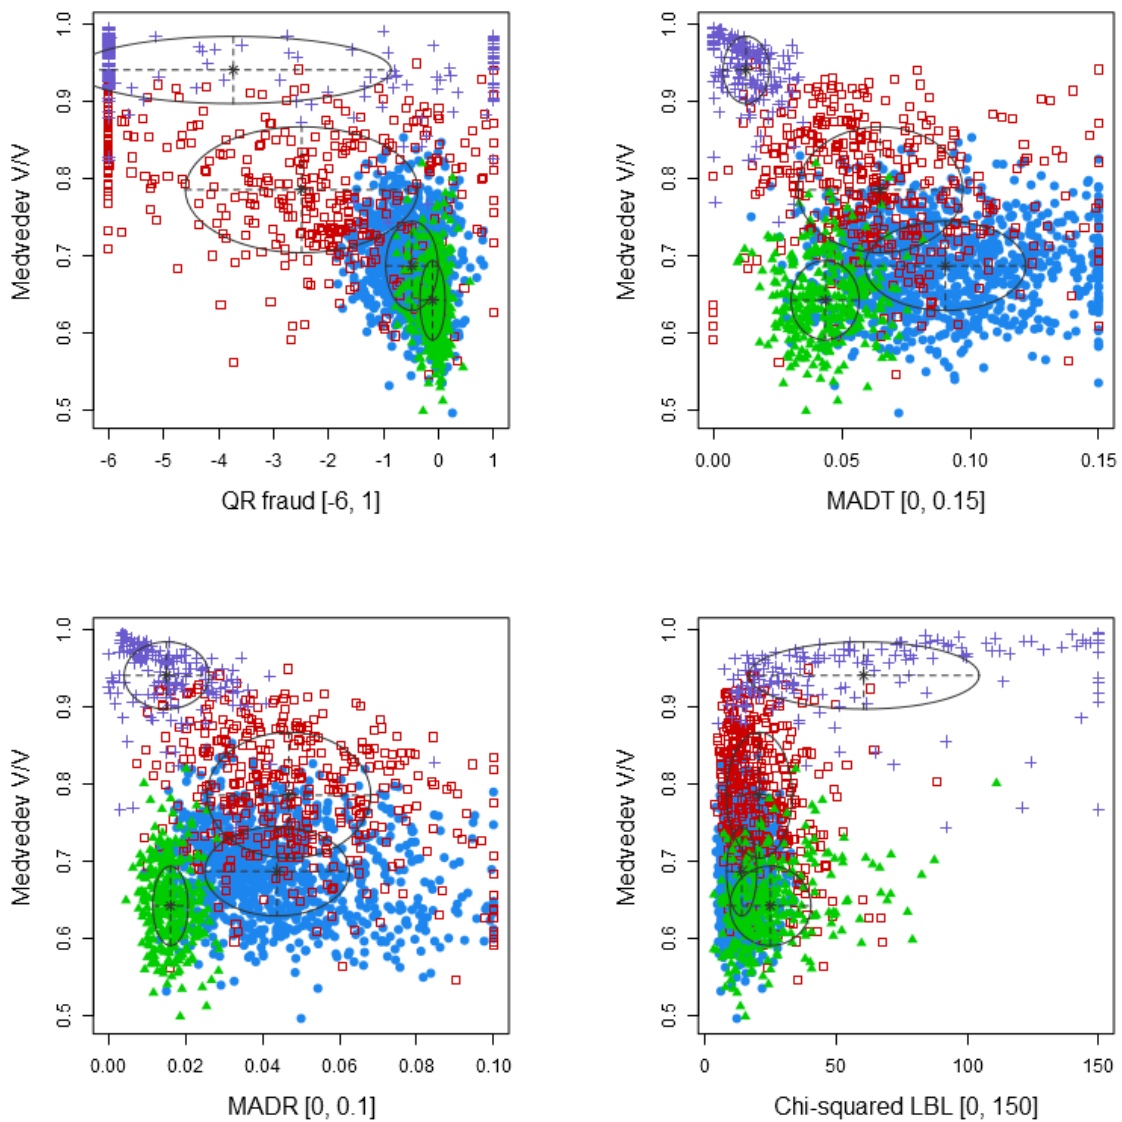 Medvedev V/V
1.0
0.9
0.8
0.7
0.6
0.5
-6 -5 -4 -3 -2 -1 0 1
QR fraud [-6, 1]
Medvedev V/V
1.0
0.9
0.8
0.7
0.6
0.5
0.00 0.05 0.10 0.15
MADT [0, 0.15]
Medvedev V/V
1.0
0.9
0.8
0.7
0.6
0.5
0.00 0.02 0.04 0.06 0.08 0.10
MADR [0, 0.1]
Medvedev V/V
1.0
0.9
0.8
0.7
0.6
0.5
0 50 100 150
Chi-squared LBL [0, 150]